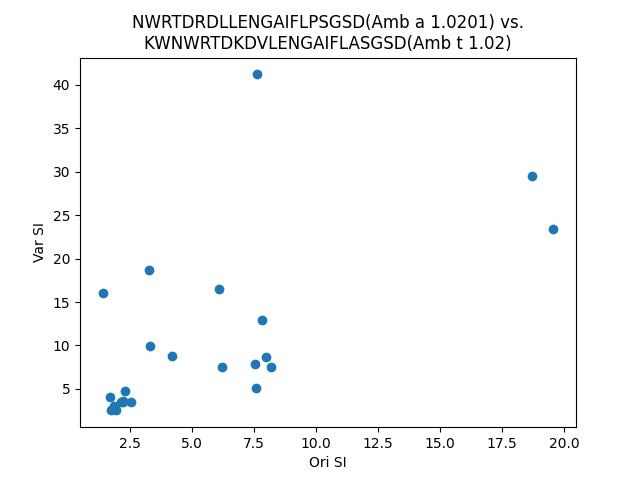 NWRTDRDLLENGAIFLPSGSD(Amb a 1.0201) vs.
KWNWRTDKDVLENGAIFLASGSD(Amb t 1.02)
40
35
30
25
20
15
10
5
Var SI
2.5 5.0 7.5 10.0 12.5 15.0 17.5 20.0
Ori SI